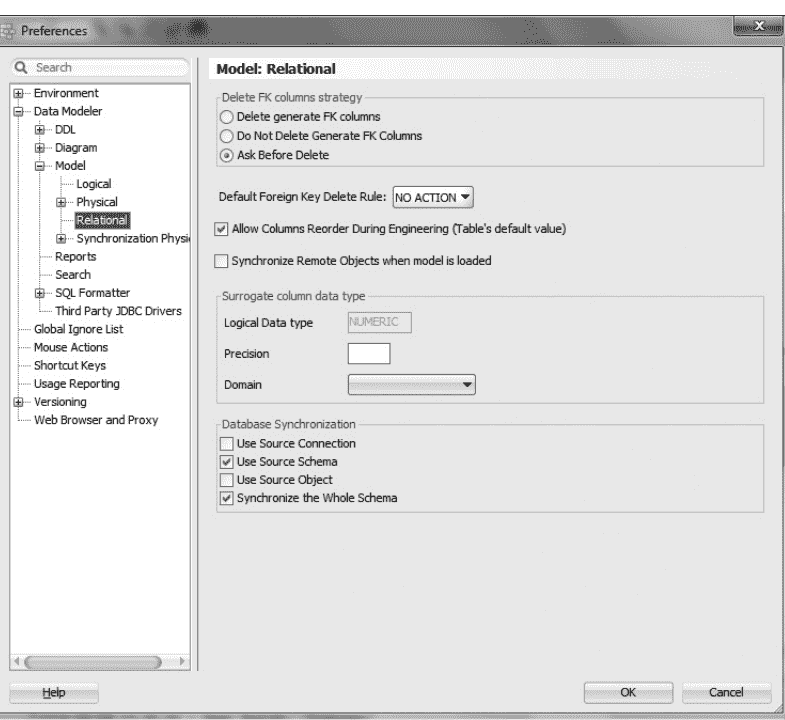 Preferences
Search
Environment
Data Modeler
DDL
Diagram
Model
Logical
Physical
Relational
Synchronization Physi
Reports
Search
SQL Formatter
Third Party JDBC Drivers
Global Ignore List
Mouse Actions
Shortcut Keys
Usage Reporting
Versioning
Web Browser and Proxy
Model: Relational
Delete FK columns strategy
Delete generate FK columns
Do Not Delete Generate FK Columns
Ask Before Delete
Default Foreign Key Delete Rule: NO ACTION
Allow Columns Reorder During Engineering (Table's default value)
Synchronize Remote Objects when model is loaded
Surrogate column data type
Logical Data type NUMERIC
Precision
Domain
Database Synchronization
Use Source Connection
Use Source Schema
Use Source Object
Synchronize the Whole Schema
Help OK Cancel